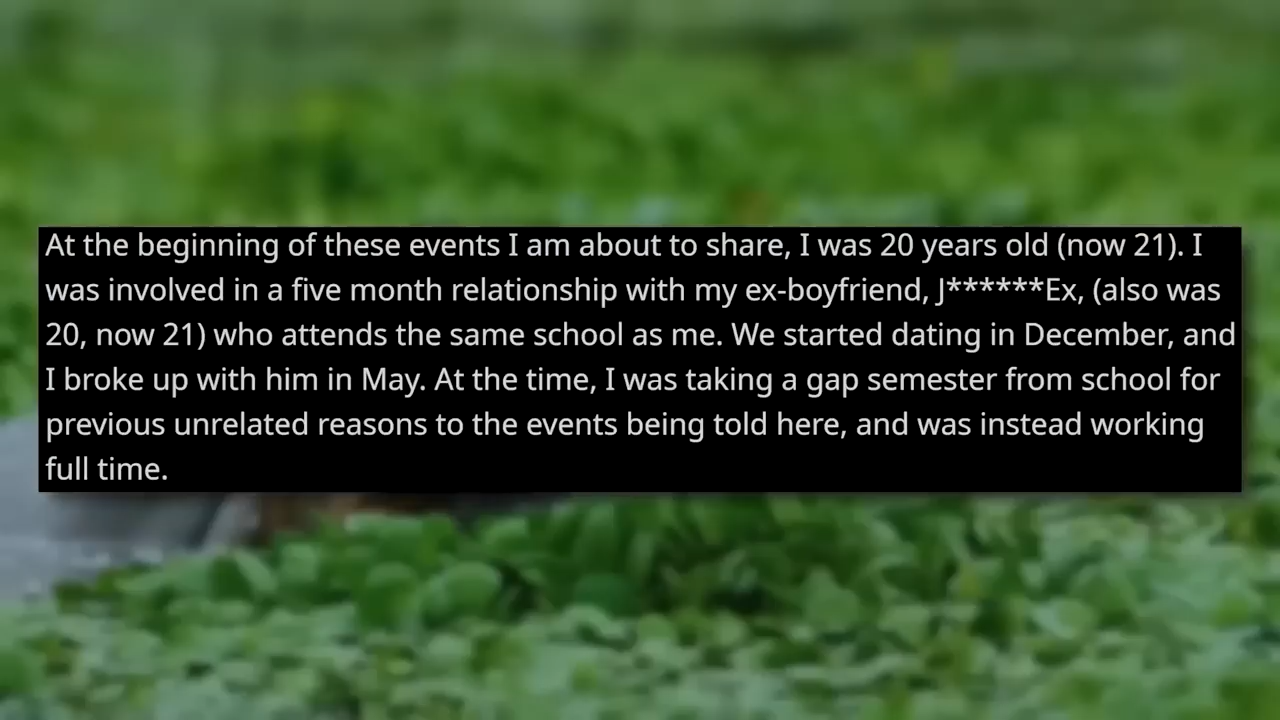 At the beginning of these events I am about to share, I was 20 years old (now 21). I
was involved in a five month relationship with my ex-boyfriend, J******Ex, (also was
20, now 21) who attends the same school as me. We started dating in December, and
I broke up with him in May. At the time, I was taking a gap semester from school for
previous unrelated reasons to the events being told here, and was instead working
full time.